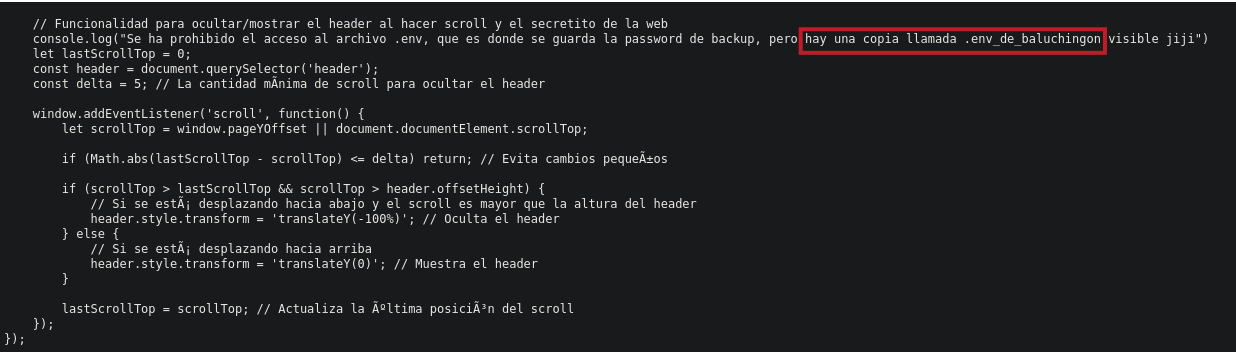 // Funcionalidad para ocultar/mostrar el header al hacer scroll y el secretito de la web
console.log("Se ha prohibido el acceso al archivo .env, que es donde se guarda la password de backup, pero hay una copia llamada .env_de_baluchingon visible jiji")
let lastScrollTop = 0;
const header = document.querySelector('header');
const delta = 5; // La cantidad mÃnima de scroll para ocultar el header
window.addEventListener('scroll', function() {
let scrollTop = window.pageYOffset || document.documentElement.scrollTop;
if (Math.abs(lastScrollTop - scrollTop) <= delta) return; // Evita cambios pequeÃ±os
if (scrollTop > lastScrollTop && scrollTop > header.offsetHeight) {
// Si se estÃ¡ desplazando hacia abajo y el scroll es mayor que la altura del header
header.style.transform = 'translateY(-100%)'; // Oculta el header
} else {
// Si se estÃ¡ desplazando hacia arriba
header.style.transform = 'translateY(0)'; // Muestra el header
}
lastScrollTop = scrollTop; // Actualiza la Ãºltima posiciÃ³n del scroll
});
});